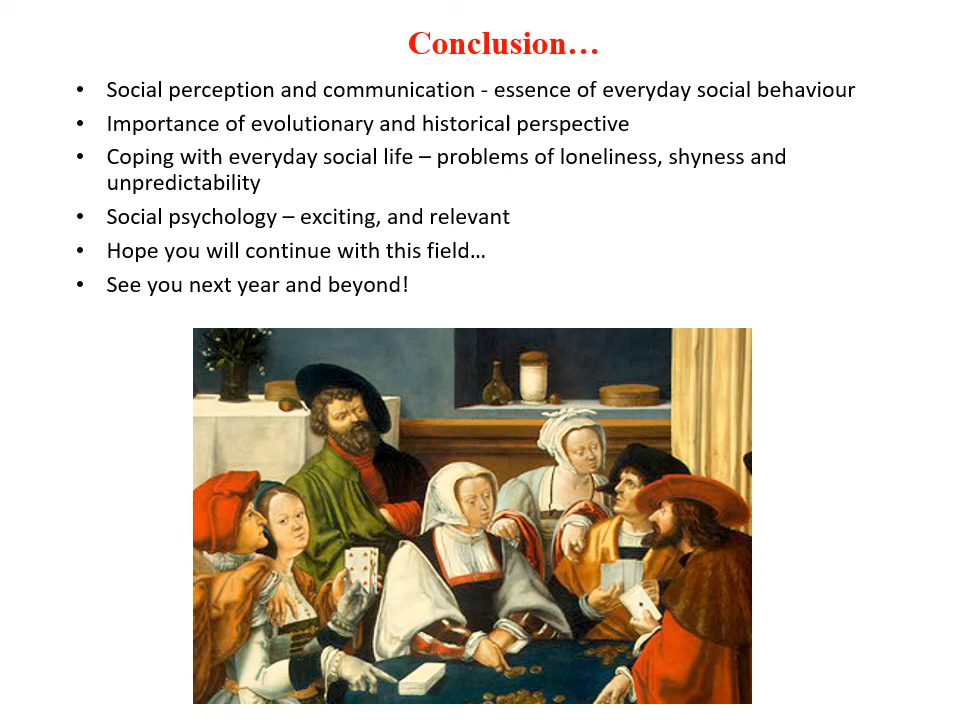 Conclusion…
• Social perception and communication - essence of everyday social behaviour
• Importance of evolutionary and historical perspective
• Coping with everyday social life – problems of loneliness, shyness and
unpredictability
• Social psychology – exciting, and relevant
• Hope you will continue with this field…
• See you next year and beyond!